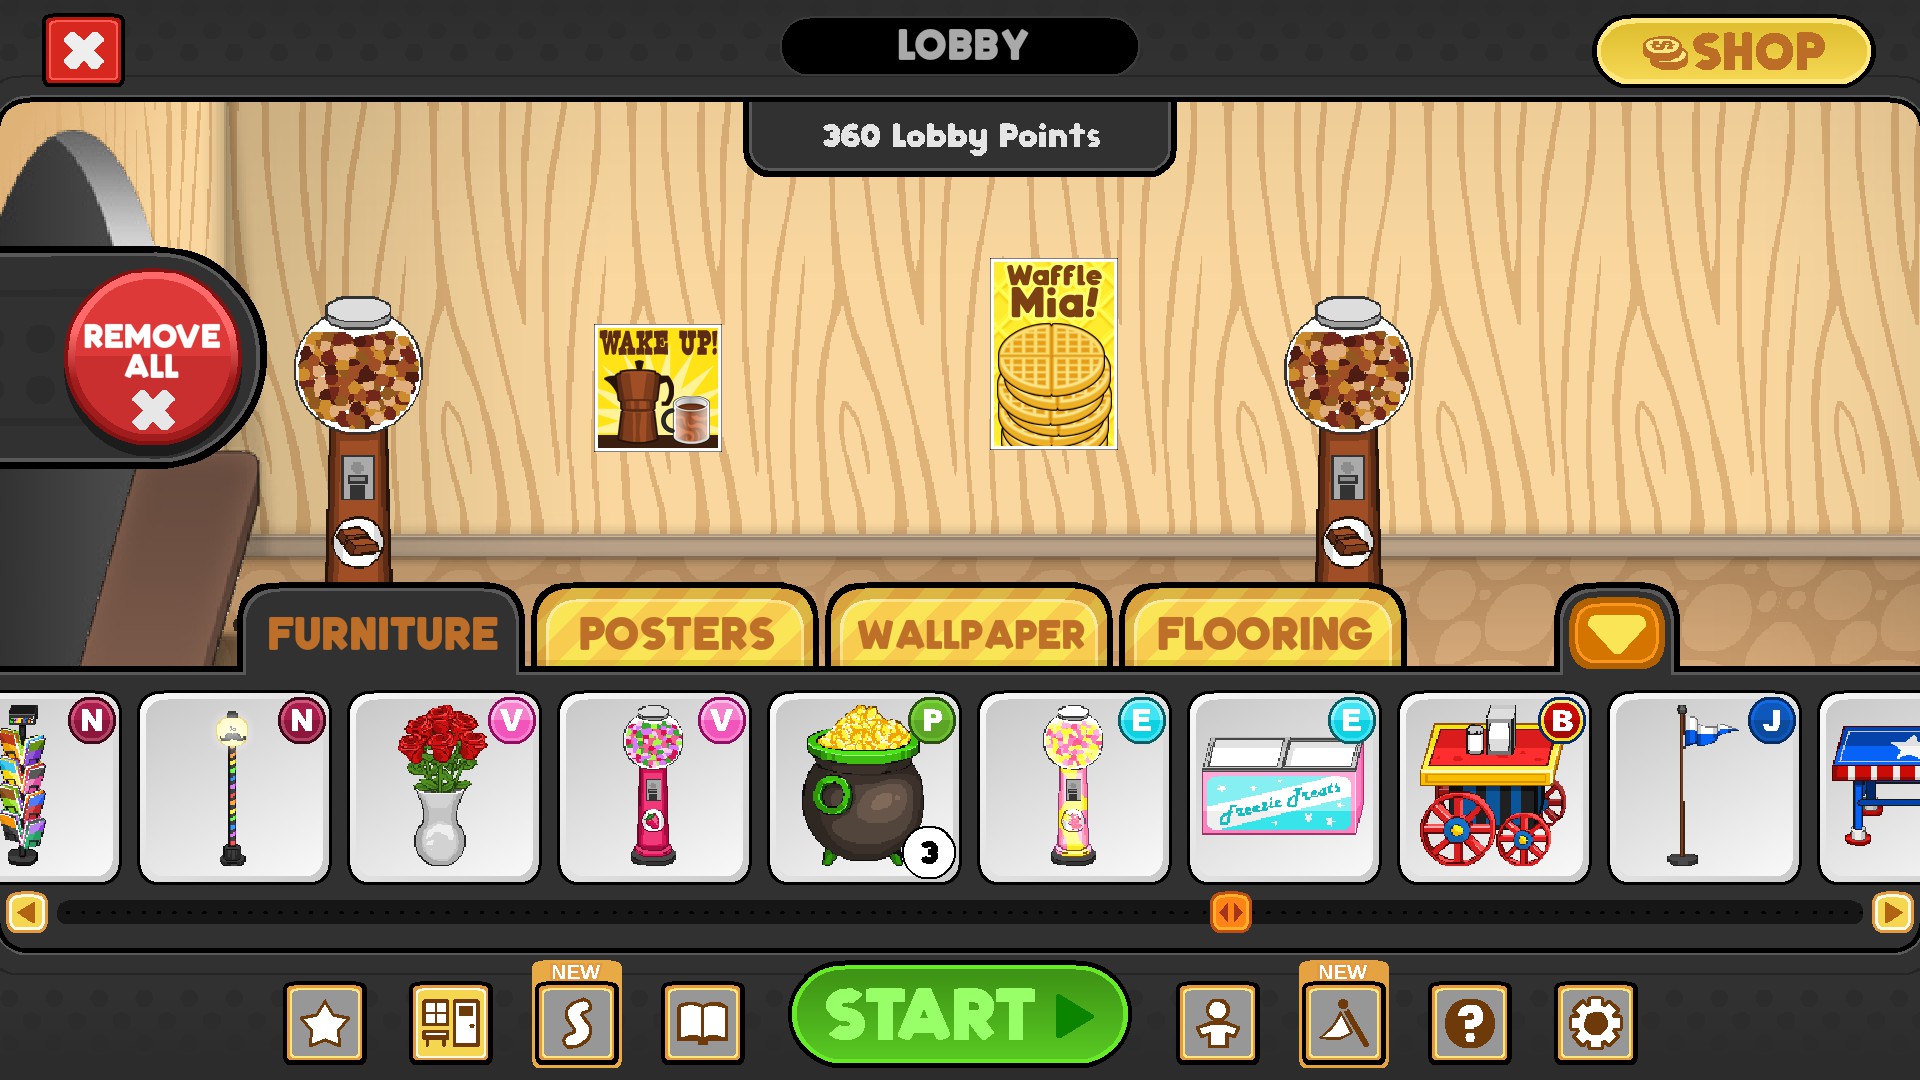 LOBBY
SHOP
360 Lobby Points
REMOVE
ALL
WAKE UP!
Waffle
Mia!
FURNITURE
POSTERS
WALLPAPER
FLOORING
N
N
V
V
P
E
E
B
J
Freezie Treats
3
NEW
NEW
START
?